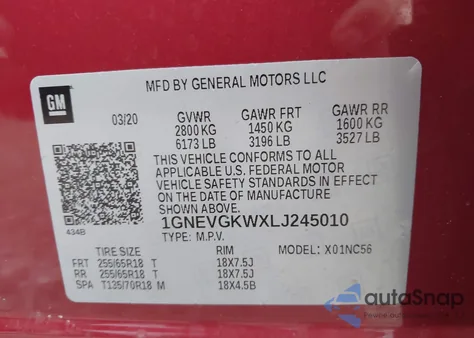 MFD BY GENERAL MOTORS LLC
GM
03/20 GVWR GAWR FRT GAWR RR
2800 KG 1450 KG 1600 KG
6173 LB 3196 LB 3527 LB
THIS VEHICLE CONFORMS TO ALL
APPLICABLE U.S. FEDERAL MOTOR
VEHICLE SAFETY STANDARDS IN EFFECT
ON THE DATE OF MANUFACTURE
SHOWN ABOVE.
1GNEVGKWXLJ245010
434B TYPE: M.P.V.
TIRE SIZE RIM MODEL: X01NC56
FRT 255/65R18 T 18X7.5J
RR 255/65R18 T 18X7.5J
SPA T135/70R18 M 18X4.5B
autoSnap